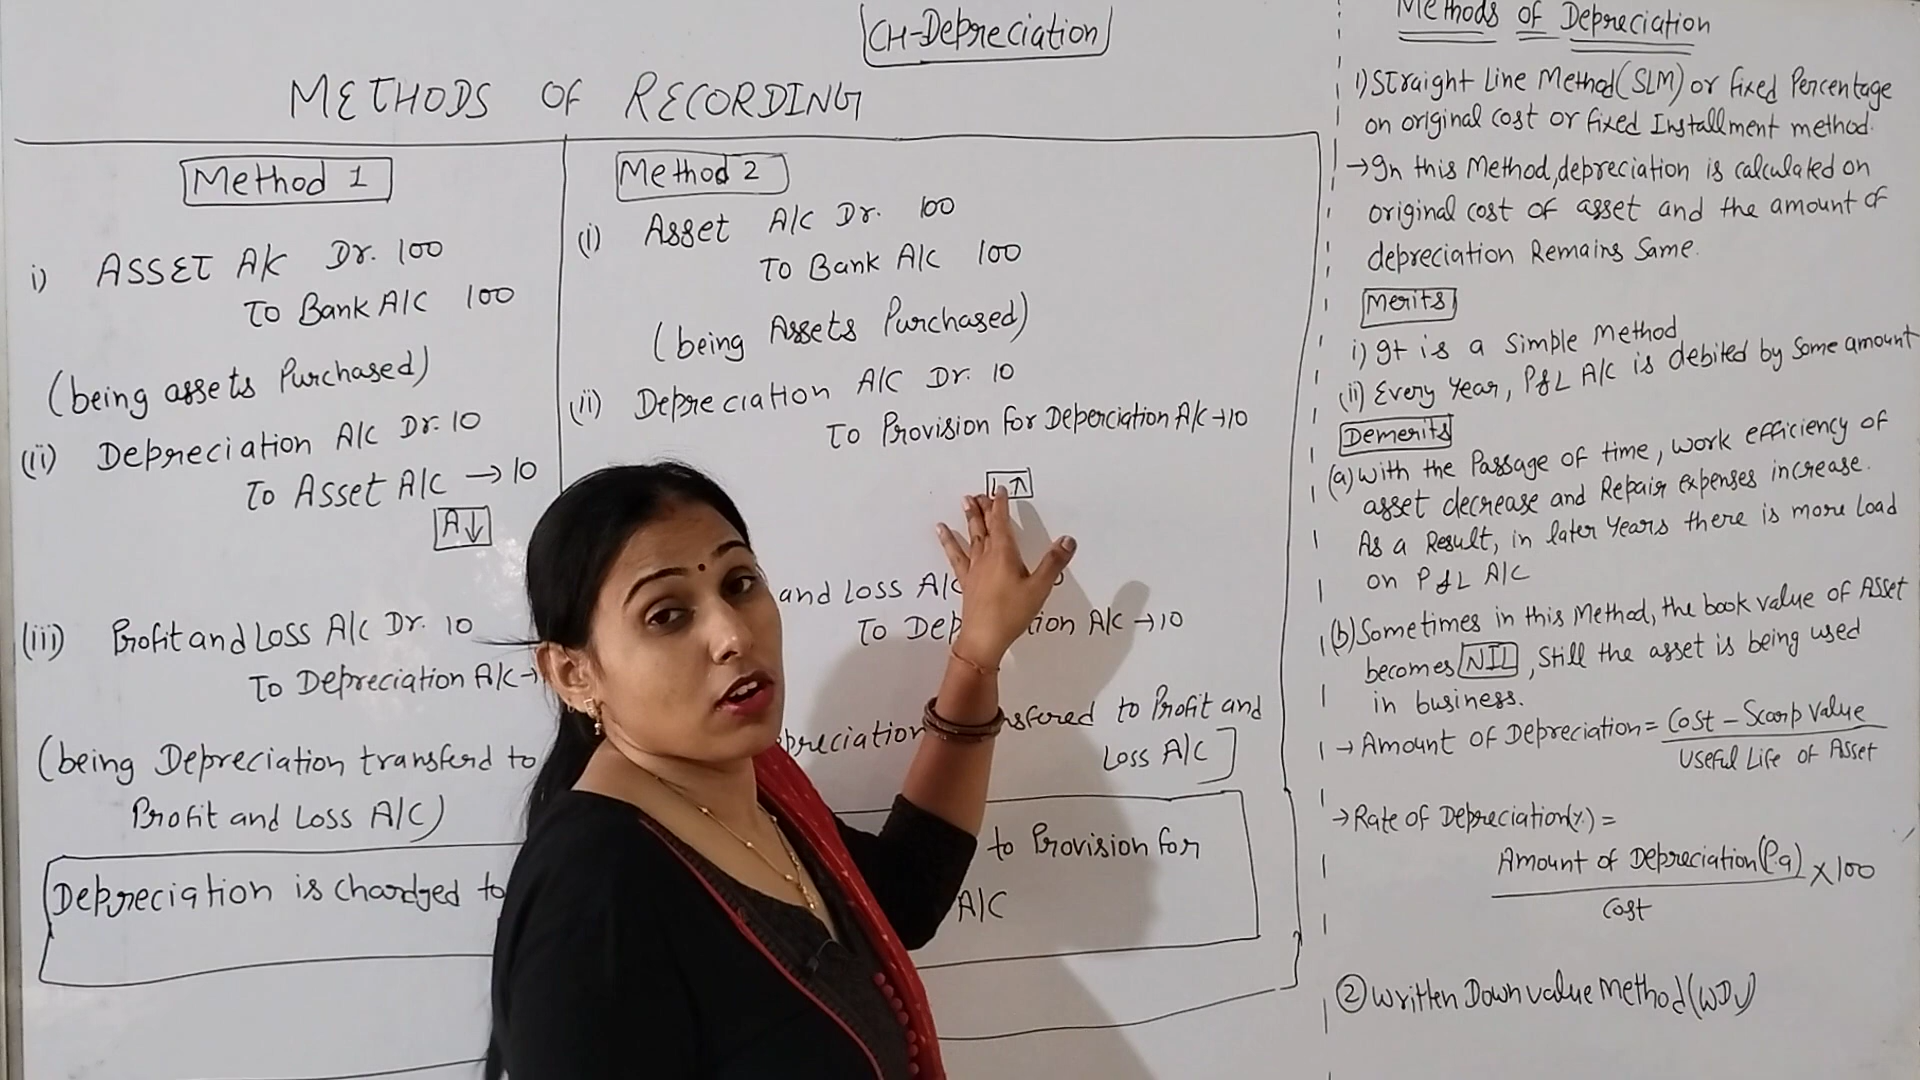 CH-Depreciation
METHODS OF RECORDING
Method 1
i) ASSET A/C Dr. 100
To Bank A/C 100
(being assets Purchased)
(ii) Depreciation A/C Dr. 10
To Asset A/C → 10
A↓
(iii) Profit and Loss A/C Dr. 10
To Depreciation A/C →
(being Depreciation transferd to
Profit and Loss A/C)
Depreciation is charged to
Method 2
(i) Asset A/C Dr. 100
To Bank A/C 100
(being Assets Purchased)
(ii) Depreciation A/C Dr. 10
To Provision for Deperciation A/C → 10
↑
and Loss A/C
To Dep tion A/C → 10
preciation sfered to Profit and
Loss A/C]
to Provision for
A/C
Methods of Depreciation
1) Straight Line Method (SLM) or fixed Percentage
on original cost or fixed Installment method.
→ In this Method, depreciation is calculated on
original cost of asset and the amount of
depreciation Remains Same.
Merits
i) It is a Simple Method
(ii) Every Year, P&L A/C is debited by Some amount
Demerits
(a) With the Passage of time, work efficiency of
asset decrease and Repair expenses increase.
As a Result, in later Years there is more Load
on P&L A/C
(b) Sometimes in this Method, the book value of Asset
becomes NIL, Still the asset is being used
in business.
→ Amount of Depreciation = Cost - Scarp Value
Useful Life of Asset
→ Rate of Depreciation(%) =
Amount of Depreciation (P.a) × 100
Cost
② Written Down value Method (WDV)